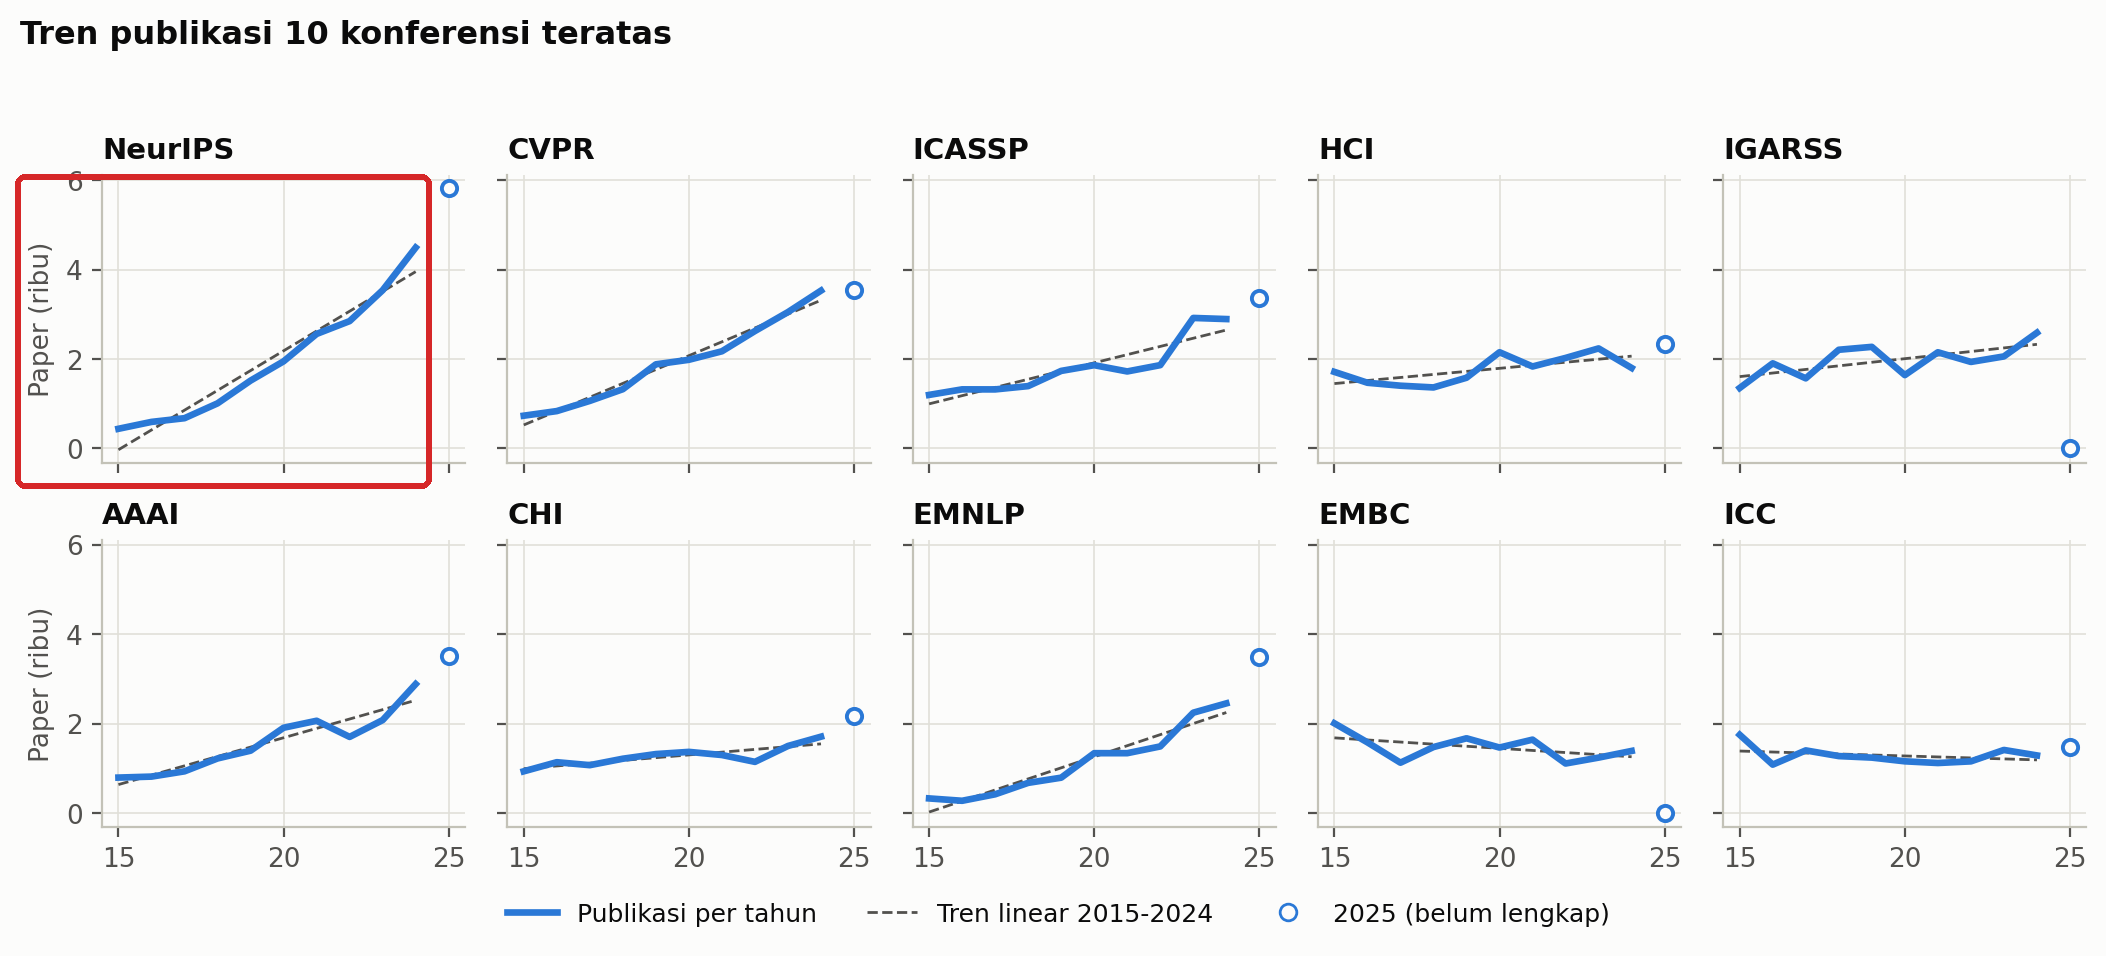 Tren publikasi 10 konferensi teratas
NeurIPS CVPR ICASSP HCI IGARSS
6
4
2
0
Paper (ribu)
AAAI CHI EMNLP EMBC ICC
6
4
2
0
Paper (ribu)
15 20 25 15 20 25 15 20 25 15 20 25 15 20 25
Publikasi per tahun Tren linear 2015-2024 2025 (belum lengkap)